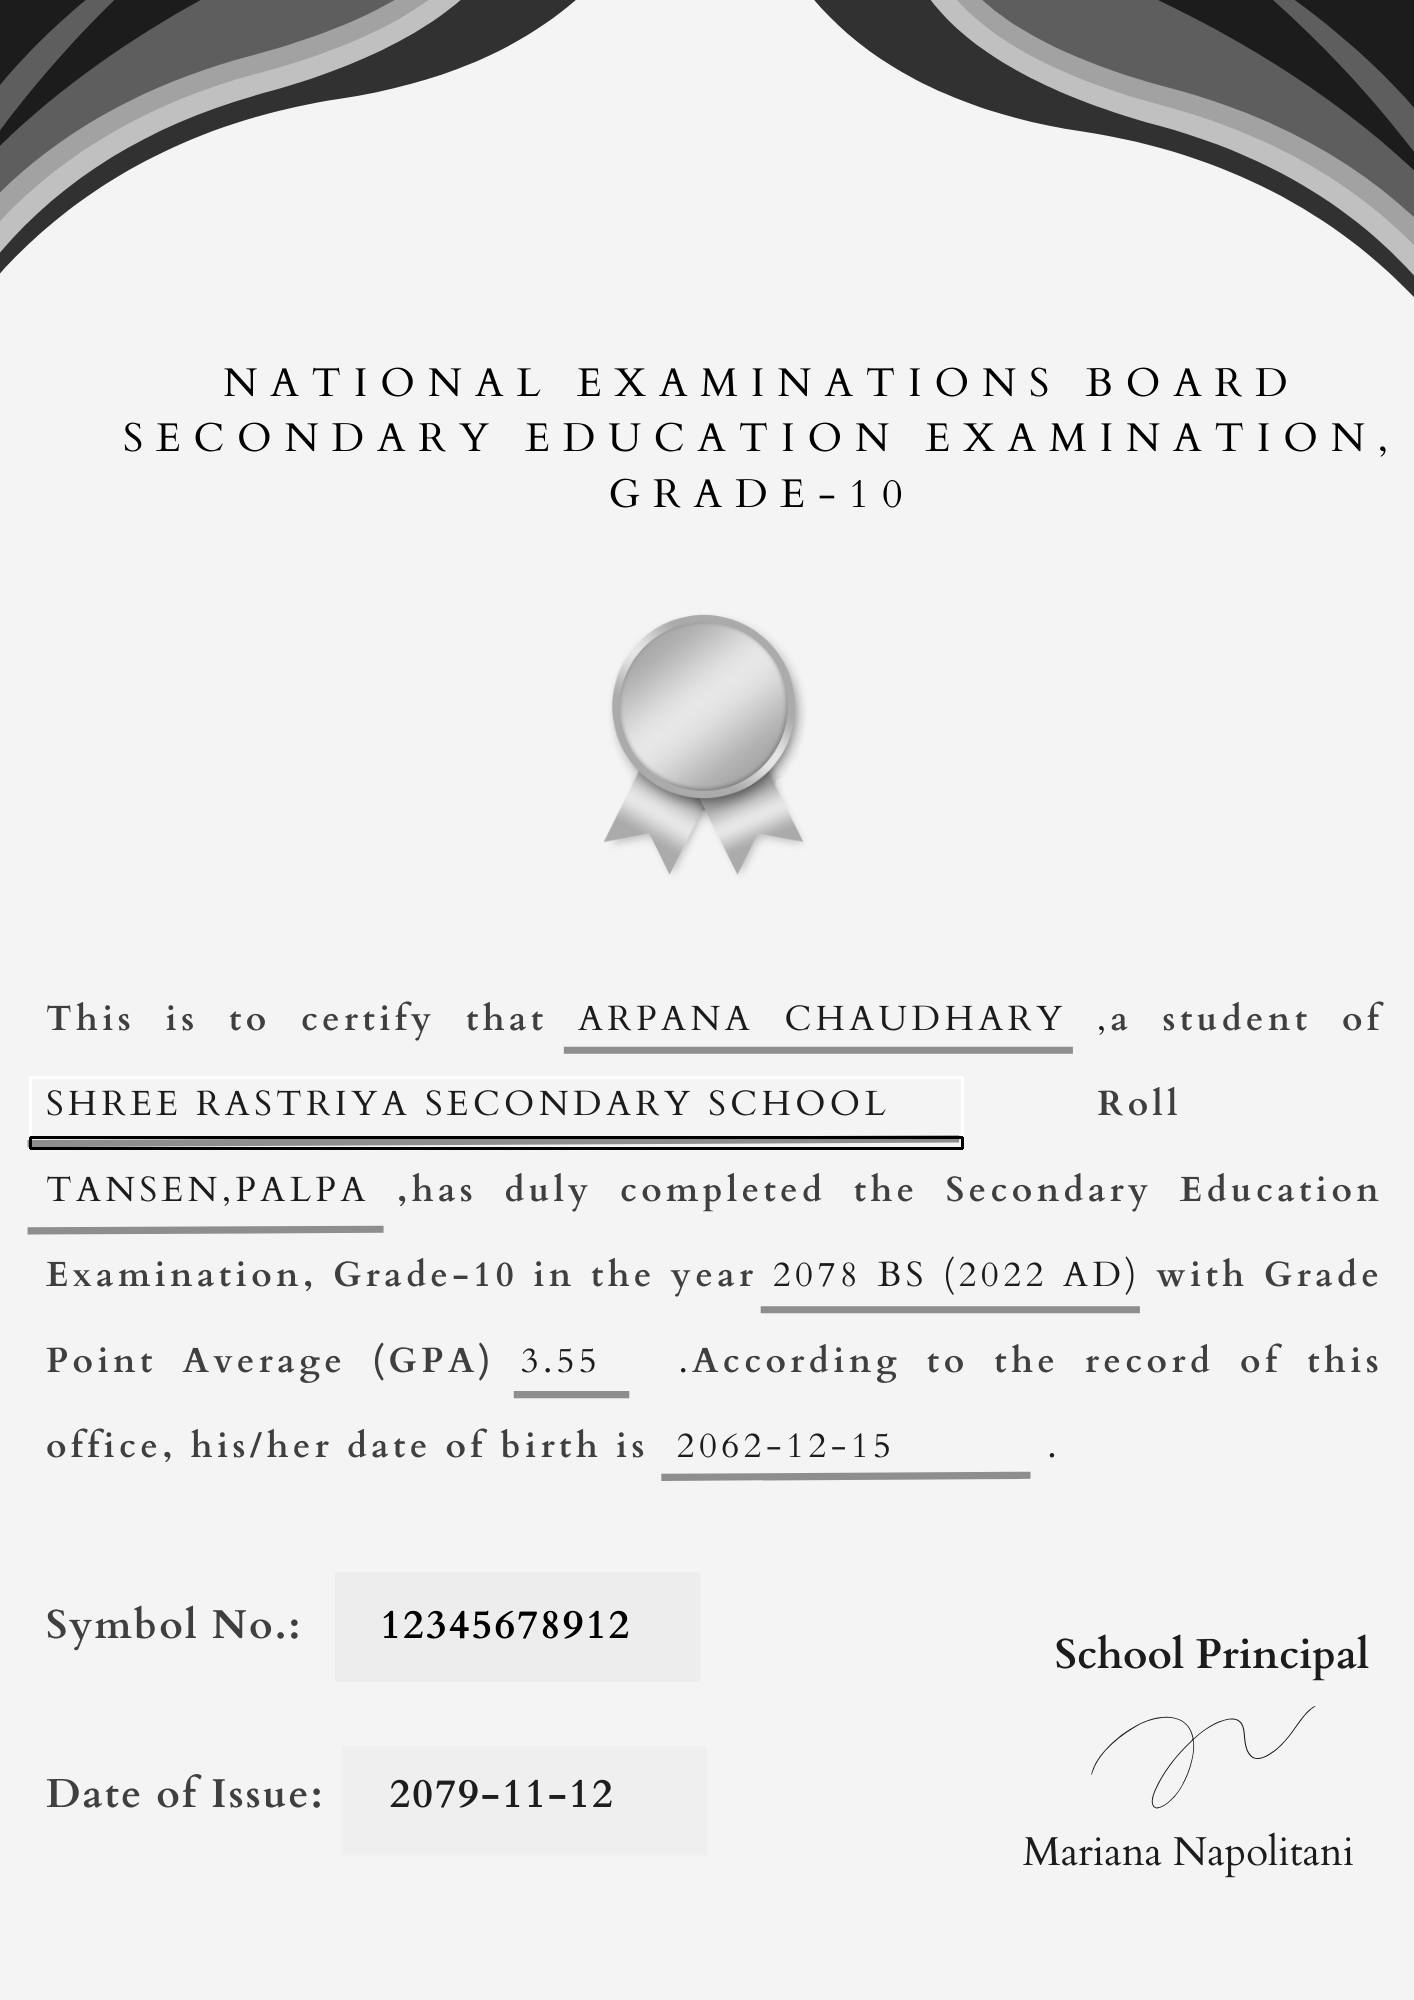 NATIONAL EXAMINATIONS BOARD
SECONDARY EDUCATION EXAMINATION,
GRADE-10
This is to certify that ARPANA CHAUDHARY ,a student of
SHREE RASTRIYA SECONDARY SCHOOL Roll
TANSEN,PALPA ,has duly completed the Secondary Education
Examination, Grade-10 in the year 2078 BS (2022 AD) with Grade
Point Average (GPA) 3.55 .According to the record of this
office, his/her date of birth is 2062-12-15 .
Symbol No.: 12345678912
School Principal
Date of Issue: 2079-11-12
Mariana Napolitani